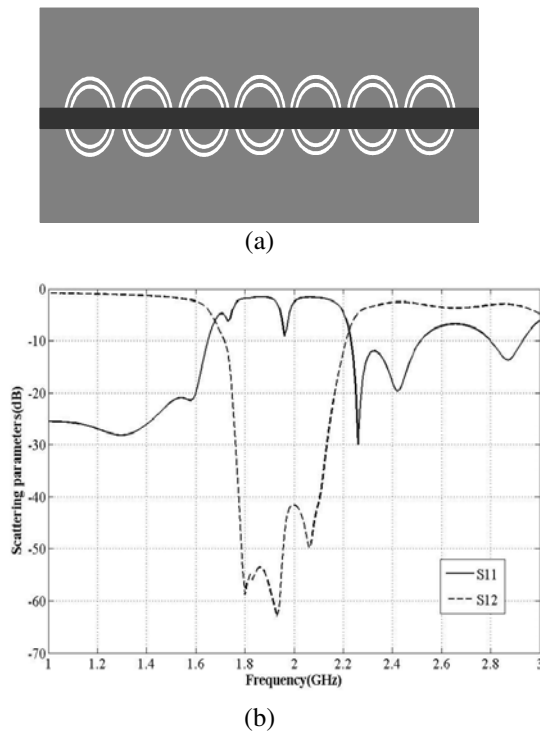 (a)
0
-10
-20
-30
-40
-50
-60
-70
Scattering parameters(dB)
S11
S12
1 1.2 1.4 1.6 1.8 2 2.2 2.4 2.6 2.8 3
Frequency(GHz)
(b)